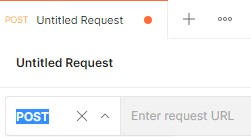 POST Untitled Request
Untitled Request
POST Enter request URL